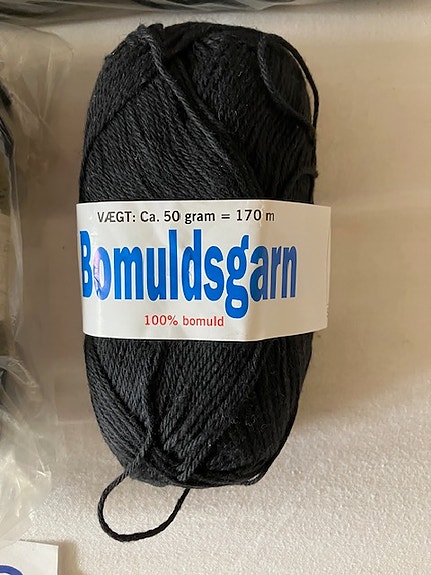 VÆGT: Ca. 50 gram = 170 m
Bomuldsgarn
100% bomuld